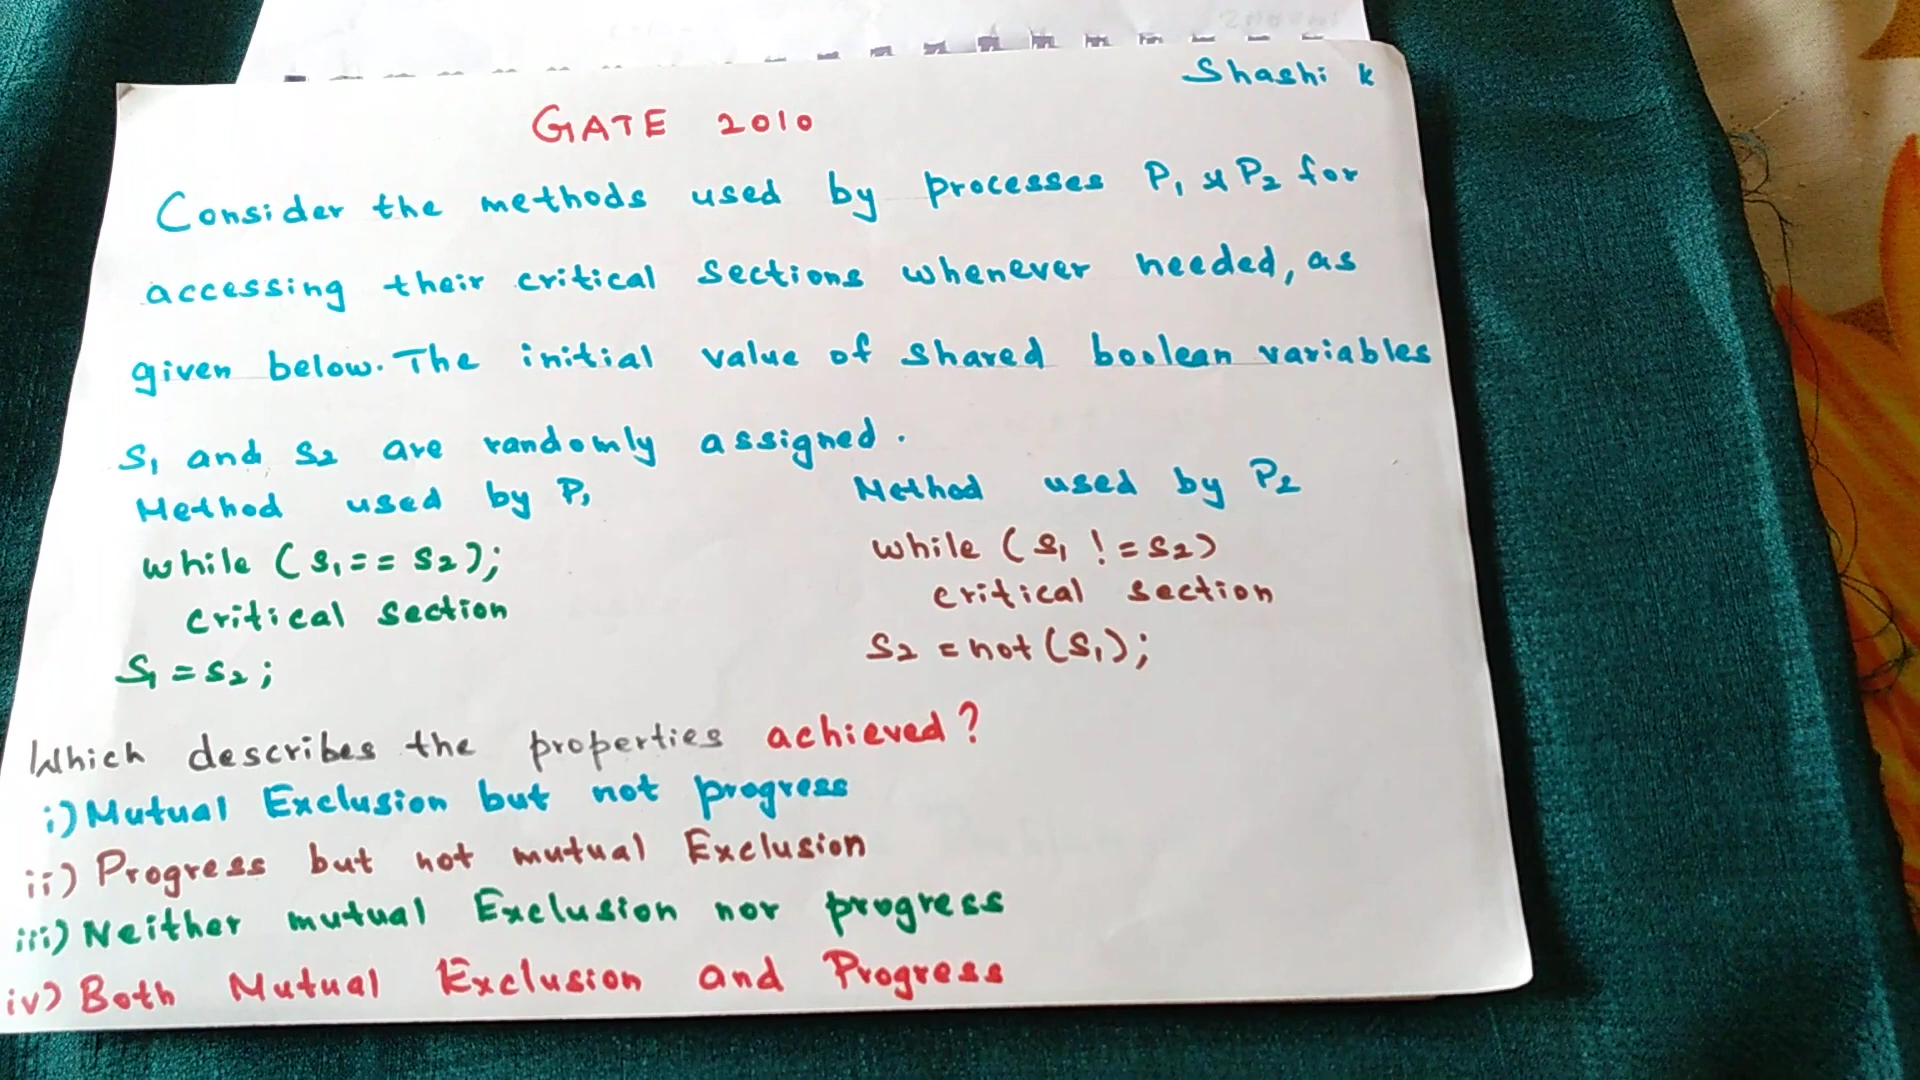 Shashi k
GATE 2010
Consider the methods used by processes P1 & P2 for
accessing their critical sections whenever needed, as
given below. The initial value of shared boolean variables
S1 and S2 are randomly assigned.
Method used by P1
while (S1 == S2);
critical section
S1 = S2;
Method used by P2
while (S1 != S2)
critical section
S2 = not (S1);
Which describes the properties achieved?
i) Mutual Exclusion but not progress
ii) Progress but not mutual Exclusion
iii) Neither mutual Exclusion nor progress
iv) Both Mutual Exclusion and Progress